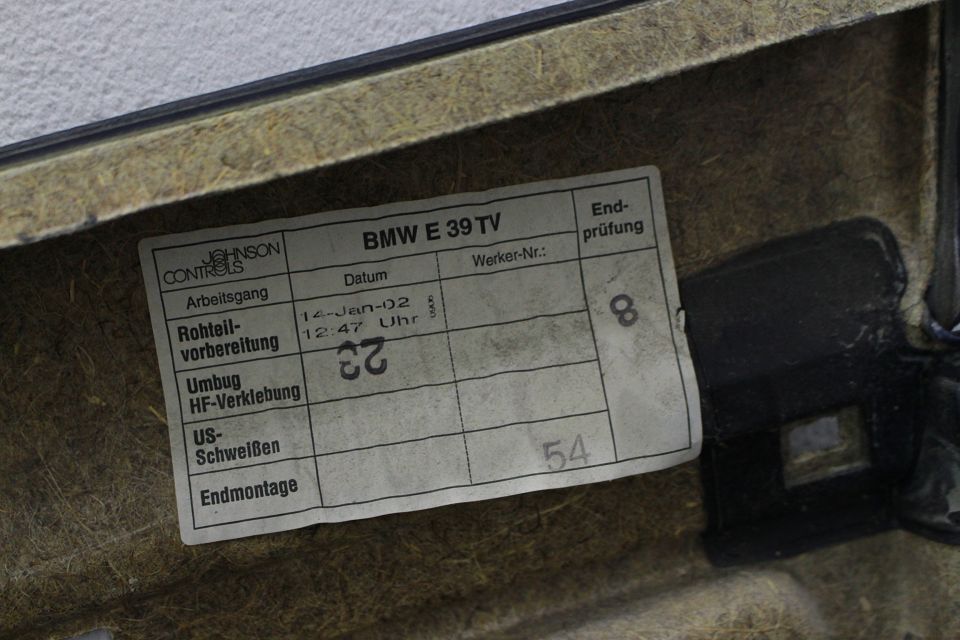 JOHNSON
CONTROLS
BMW E 39 TV
End-
prüfung
Arbeitsgang
Datum
Werker-Nr.:
Rohteil-
vorbereitung
14-Jan-02
12:47 Uhr
8
Umbug
HF-Verklebung
23
US-
Schweißen
Endmontage
54